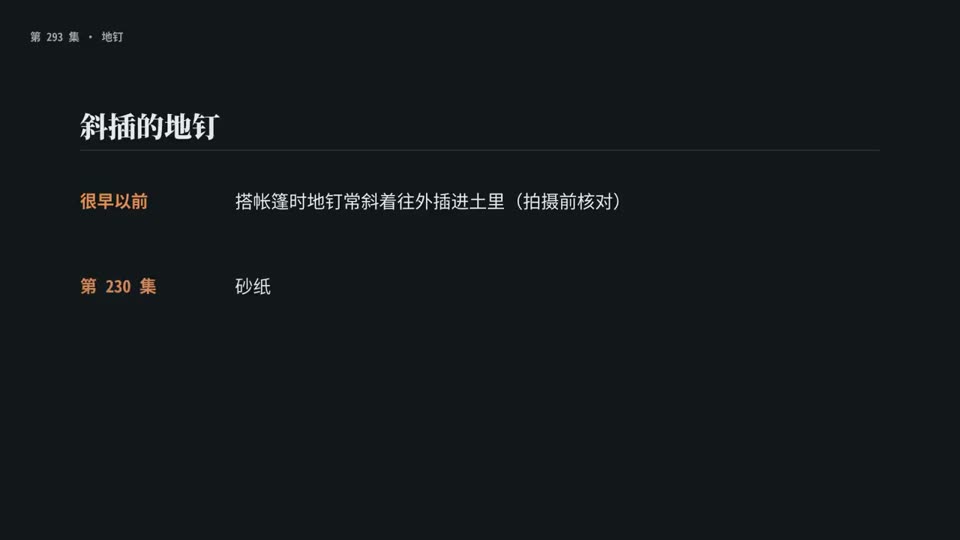 第 293 集 · 地钉
斜插的地钉
很早以前 搭帐篷时地钉常斜着往外插进土里（拍摄前核对）
第 230 集 砂纸